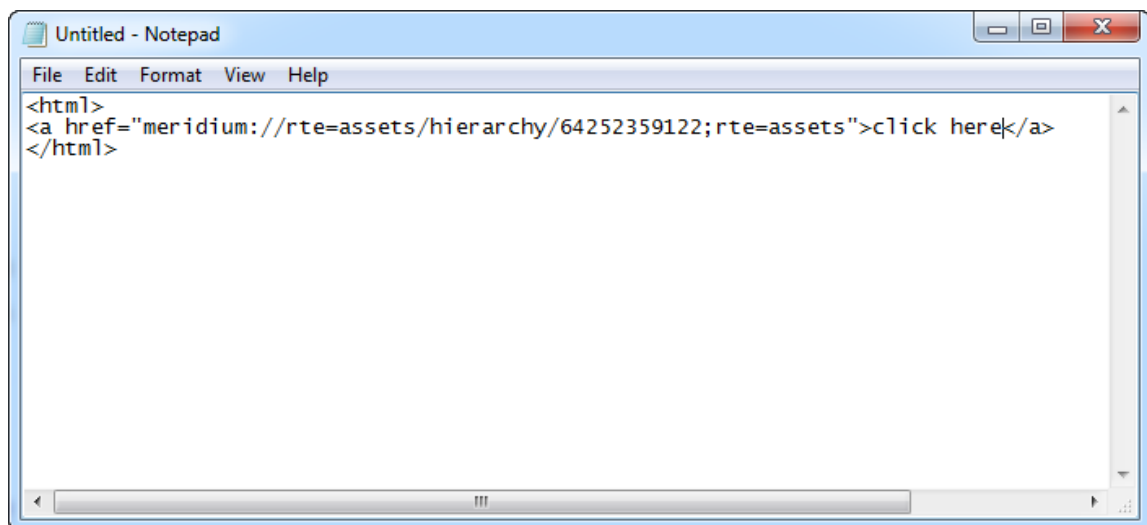 Untitled - Notepad
File Edit Format View Help
<html>
<a href="meridium://rte=assets/hierarchy/64252359122;rte=assets">click here</a>
</html>